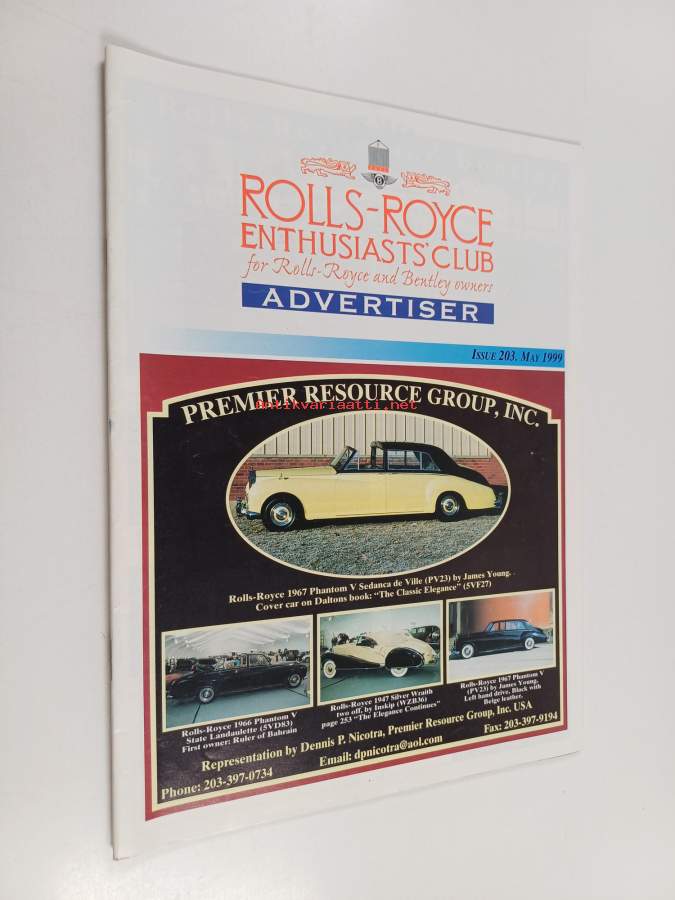 ROLLS-ROYCE
ENTHUSIASTS' CLUB
for Rolls-Royce and Bentley owners
ADVERTISER
ISSUE 203. MAY 1999
PREMIER RESOURCE GROUP, INC.
antikvariaatti.net
Rolls-Royce 1967 Phantom V Sedanca de Ville (PV23) by James Young.
Cover car on Daltons book: "The Classic Elegance" (5VF27)
Rolls-Royce 1966 Phantom V
State Landaulette (5VD83)
First owner: Ruler of Bahrain
Rolls-Royce 1947 Silver Wraith
two off, by Inskip (WZB36)
page 253 "The Elegance Continues"
Rolls-Royce 1967 Phantom V
(PV23) by James Young.
Left hand drive. Black with
Beige leather.
Representation by Dennis P. Nicotra, Premier Resource Group, Inc. USA
Phone: 203-397-0734
Email: dpnicotra@aol.com
Fax: 203-397-9194